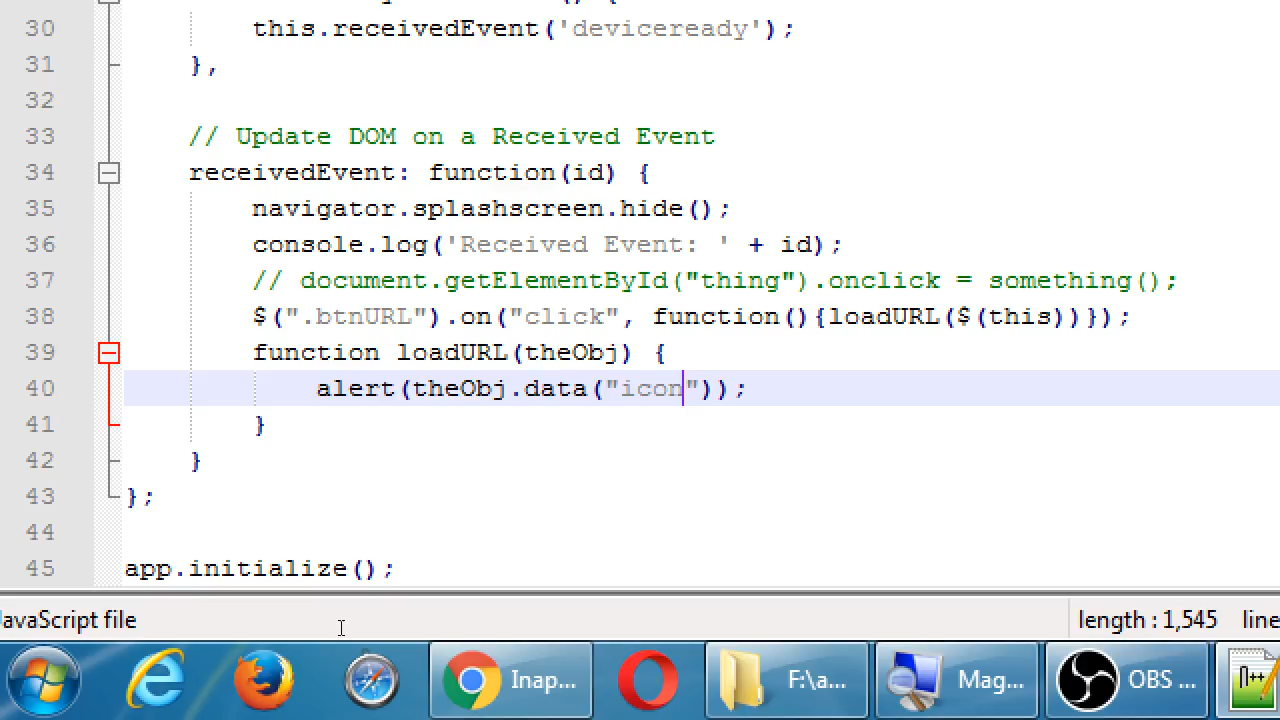 30 this.receivedEvent('deviceready');
31 },
32
33 // Update DOM on a Received Event
34 receivedEvent: function(id) {
35 navigator.splashscreen.hide();
36 console.log('Received Event: ' + id);
37 // document.getElementById("thing").onclick = something();
38 $(".btnURL").on("click", function(){loadURL($(this))});
39 function loadURL(theObj) {
40 alert(theObj.data("icon"));
41 }
42 }
43 };
44
45 app.initialize();
JavaScript file length : 1,545 line
Inap... F:\a... Mag... OBS ... n++